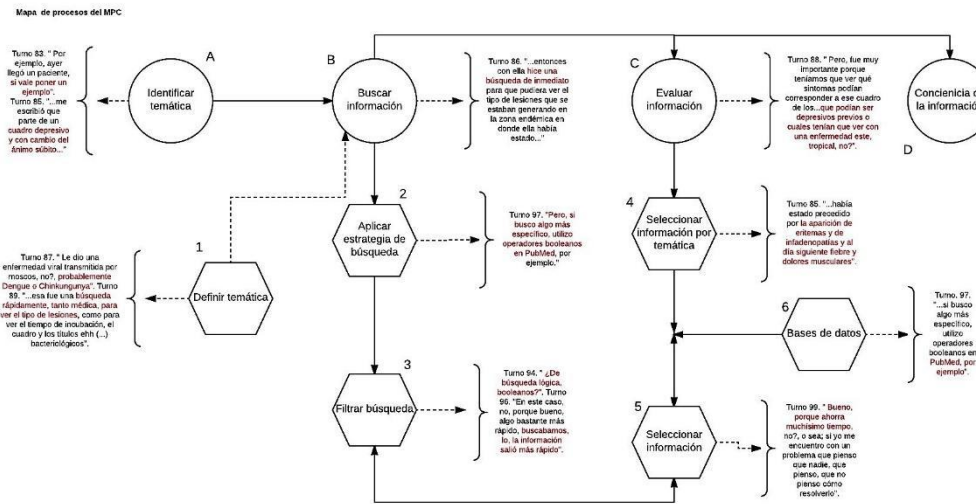 Mapa de procesos del MPC
Turno 83. " Por
ejemplo, ayer
llegó un paciente,
si vale poner un
ejemplo".
Turno 85. "...me
escribió que
parte de un
cuadro depresivo
y con cambio del
ánimo súbito..."
A
Identificar
temática
B
Buscar
información
Turno 86. "...entonces
con ella hice una
búsqueda de inmediato
para que pudiera ver el
tipo de lesiones que se
estaban generando en
la zona endémica en
donde ella había
estado..."
C
Evaluar
información
Turno 88. " Pero, fue muy
importante porque
teníamos que ver qué
síntomas podían
corresponder a ese cuadro
de los...que podían ser
depresivos previos o
cuales tenían que ver con
una enfermedad este,
tropical, no?".
Conciencia d
la informació
D
Turno 87. " Le dio una
enfermedad viral transmitida por
moscos, no?, probablemente
Dengue o Chinkungunya". Turno
89. "...esa fue una búsqueda
rápidamente, tanto médica, para
ver el tipo de lesiones, como para
ver el tiempo de incubación, el
cuadro y los títulos ehh (...)
bacteriológicos".
1
Definir temática
2
Aplicar
estrategia de
búsqueda
Turno 97. "Pero, si
busco algo más
específico, utilizo
operadores booleanos
en PubMed, por
ejemplo."
4
Seleccionar
información por
temática
Turno 85. "...había
estado precedido
por la aparición de
eritemas y de
infadenopatías y al
día siguiente fiebre y
dolores musculares".
6
Bases de datos
Turno. 97.
"...si busco
algo más
específico,
utilizo
operadores
booleanos en
PubMed, por
ejemplo".
3
Filtrar búsqueda
Turno 94. " ¿De
búsqueda lógica,
booleanos?". Turno
96. "En este caso,
no, porque bueno,
algo bastante más
rápido, buscabamos,
lo, la información
salió más rápido".
5
Seleccionar
información
Turno 99. " Bueno,
porque ahorra
muchísimo tiempo,
no?, o sea; si yo me
encuentro con un
problema que pienso
que nadie, que
pienso, que no
pienso cómo
resolverlo".